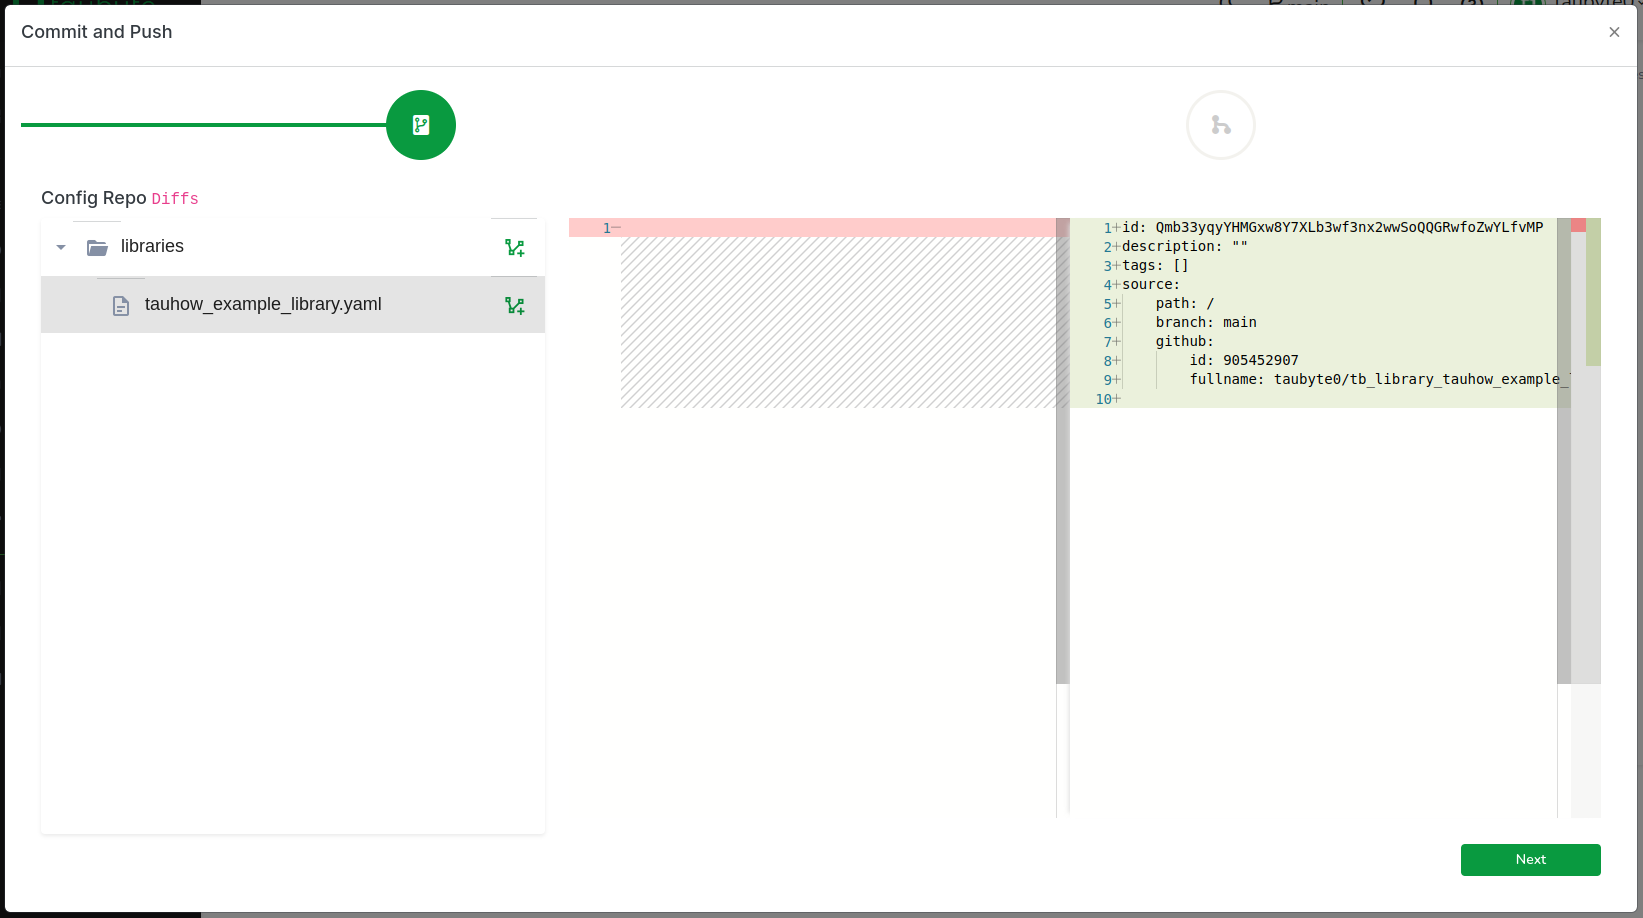 Commit and Push
Config Repo Diffs
libraries
tauhow_example_library.yaml
1
1 id: Qmb33yqyYHMGxw8Y7XLb3wf3nx2wwSoQQGRwfoZwYLfvMP
2 description: ""
3 tags: []
4 source:
5 path: /
6 branch: main
7 github:
8 id: 905452907
9 fullname: taubyte0/tb_library_tauhow_example_
10
Next